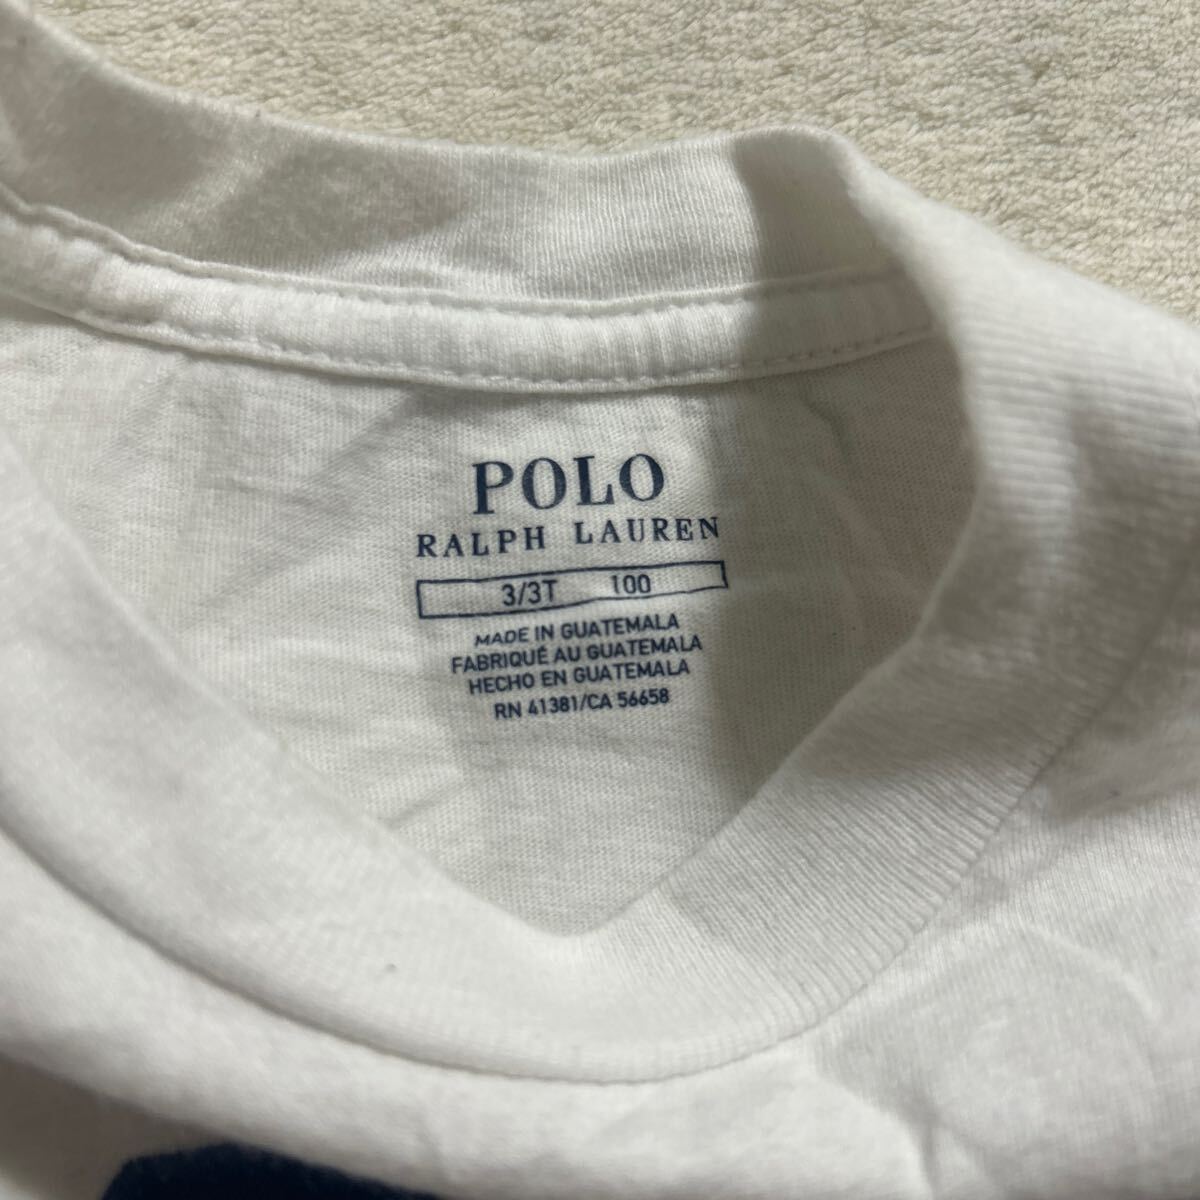 POLO
RALPH LAUREN
3/3T 100
MADE IN GUATEMALA
FABRIQUÉ AU GUATEMALA
HECHO EN GUATEMALA
RN 41381/CA 56658